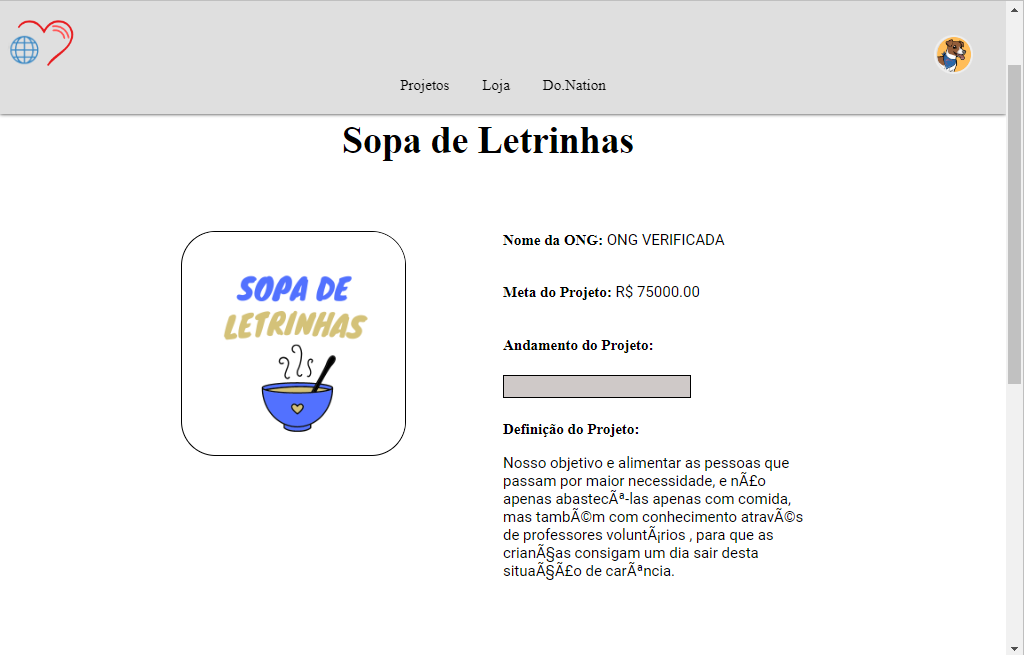 Projetos Loja Do.Nation
Sopa de Letrinhas
SOPA DE
LETRINHAS
Nome da ONG: ONG VERIFICADA
Meta do Projeto: R$ 75000.00
Andamento do Projeto:
Definição do Projeto:
Nosso objetivo e alimentar as pessoas que
passam por maior necessidade, e nÃ£o
apenas abastecÃª-las apenas com comida,
mas tambÃ©m com conhecimento atravÃ©s
de professores voluntÃ¡rios , para que as
crianÃ§as consigam um dia sair desta
situaÃ§Ã£o de carÃªncia.